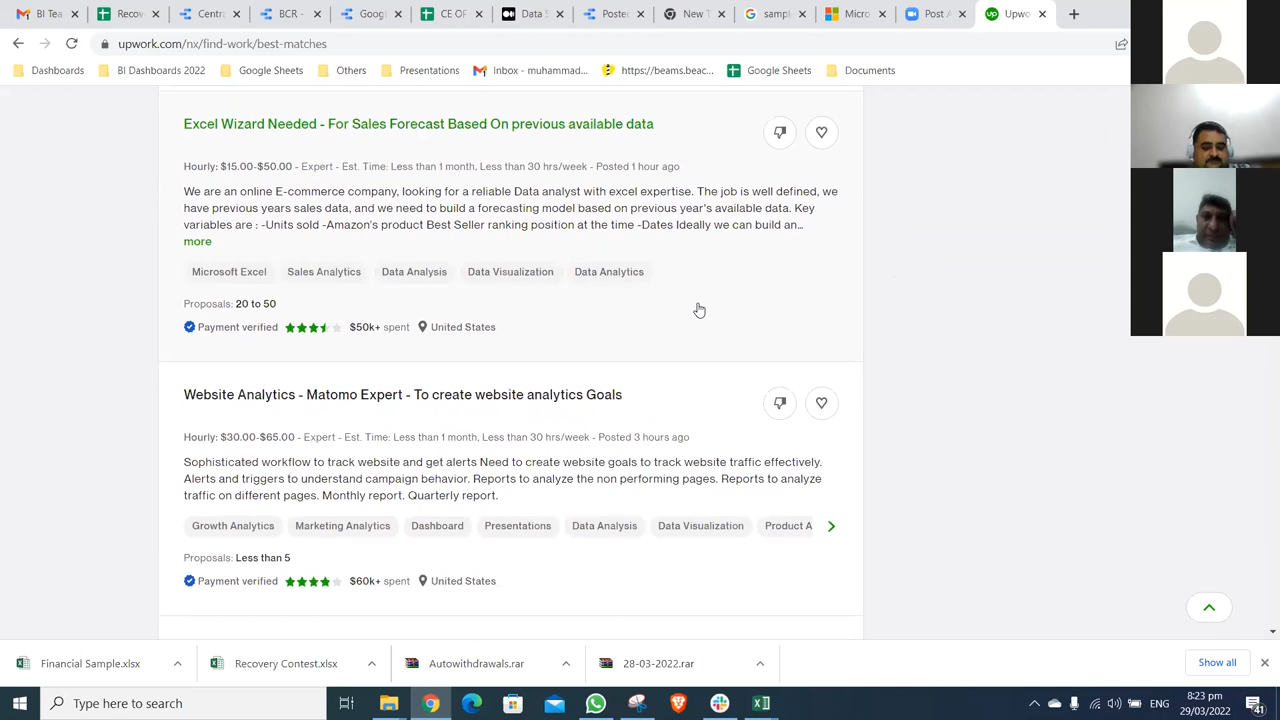 BI Tea
Recov
Centra
BCR
Googl
CE OF
Data S
Poste
New T
sampl
Micro
Post A
Upwo
upwork.com/nx/find-work/best-matches
Dashboards
BI Dashboards 2022
Google Sheets
Others
Presentations
Inbox - muhammad...
https://beams.beac...
Google Sheets
Documents
Excel Wizard Needed - For Sales Forecast Based On previous available data
Hourly: $15.00-$50.00 - Expert - Est. Time: Less than 1 month, Less than 30 hrs/week - Posted 1 hour ago
We are an online E-commerce company, looking for a reliable Data analyst with excel expertise. The job is well defined, we
have previous years sales data, and we need to build a forecasting model based on previous year's available data. Key
variables are : -Units sold -Amazon's product Best Seller ranking position at the time -Dates Ideally we can build an...
more
Microsoft Excel
Sales Analytics
Data Analysis
Data Visualization
Data Analytics
Proposals: 20 to 50
Payment verified $50k+ spent United States
Website Analytics - Matomo Expert - To create website analytics Goals
Hourly: $30.00-$65.00 - Expert - Est. Time: Less than 1 month, Less than 30 hrs/week - Posted 3 hours ago
Sophisticated workflow to track website and get alerts Need to create website goals to track website traffic effectively.
Alerts and triggers to understand campaign behavior. Reports to analyze the non performing pages. Reports to analyze
traffic on different pages. Monthly report. Quarterly report.
Growth Analytics
Marketing Analytics
Dashboard
Presentations
Data Analysis
Data Visualization
Product A
Proposals: Less than 5
Payment verified $60k+ spent United States
Financial Sample.xlsx
Recovery Contest.xlsx
Autowithdrawals.rar
28-03-2022.rar
Show all
Type here to search
ENG
8:23 pm
29/03/2022
41